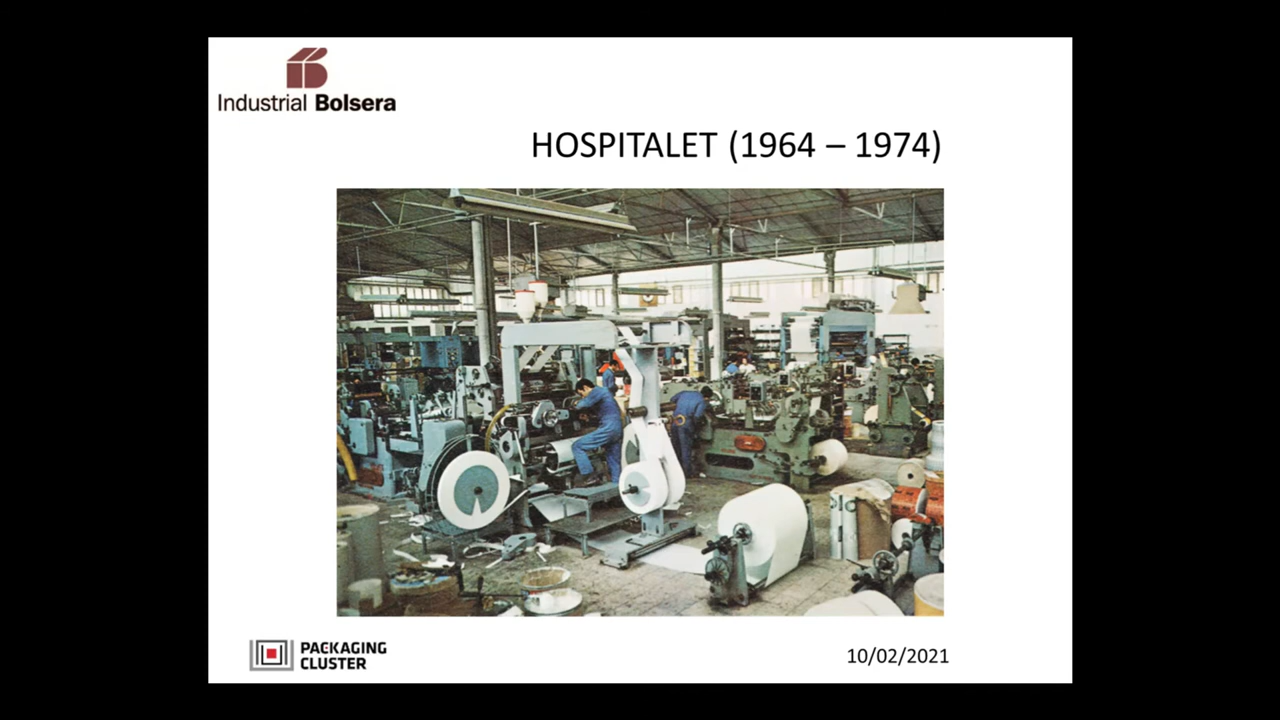 Industrial Bolsera
HOSPITALET (1964 – 1974)
PACKAGING
CLUSTER
10/02/2021